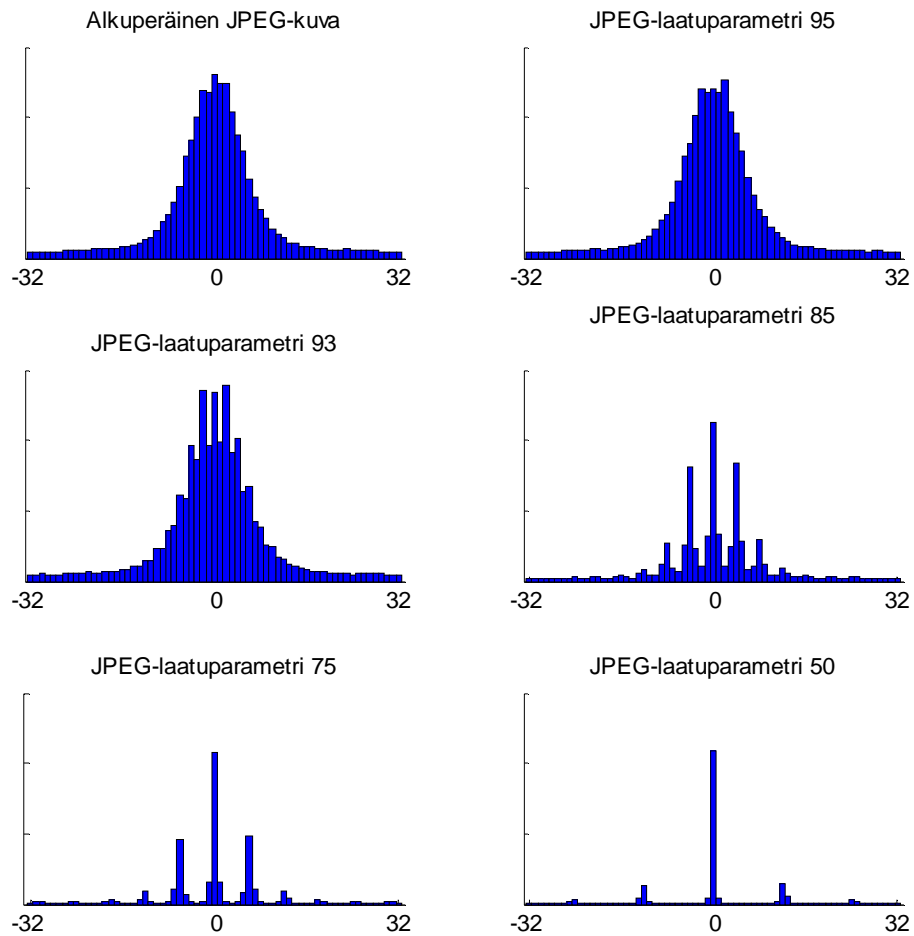 Alkuperäinen JPEG-kuva
-32 0 32
JPEG-laatuparametri 95
-32 0 32
JPEG-laatuparametri 93
-32 0 32
JPEG-laatuparametri 85
-32 0 32
JPEG-laatuparametri 75
-32 0 32
JPEG-laatuparametri 50
-32 0 32